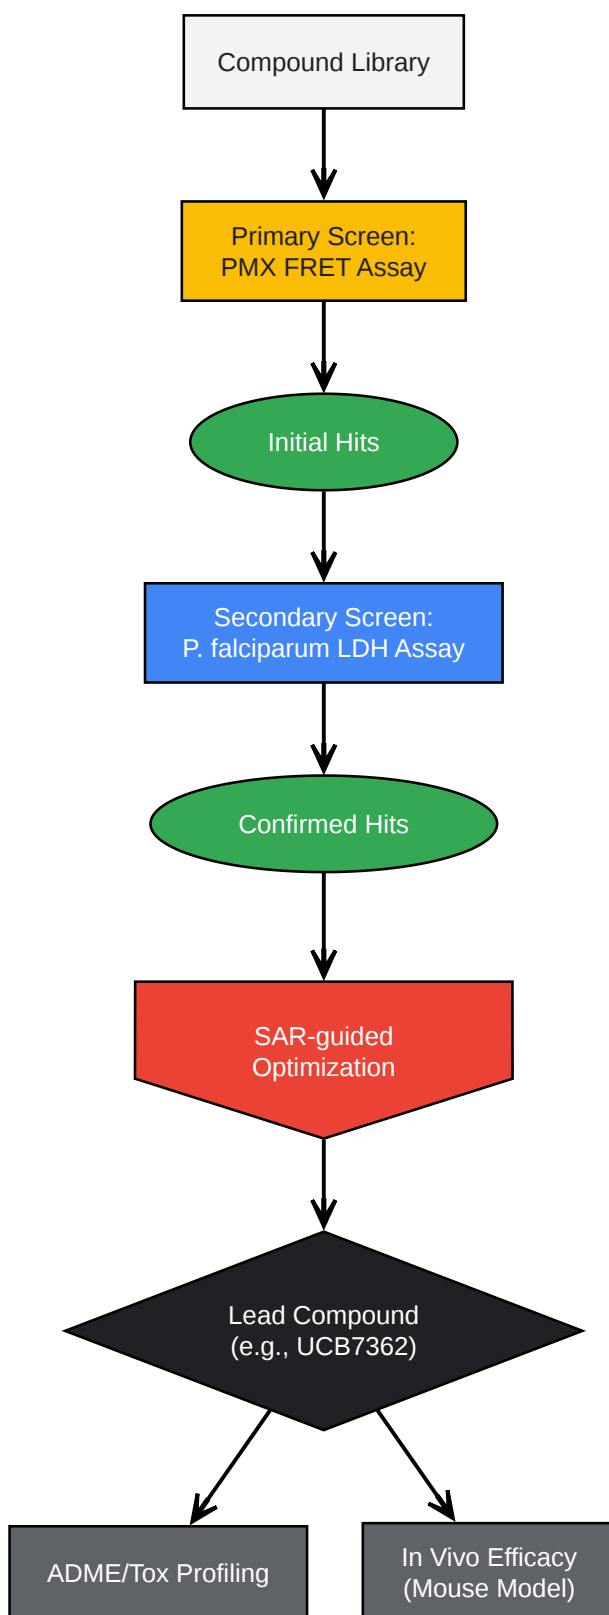 Compound Library
Primary Screen:
PMX FRET Assay
Initial Hits
Secondary Screen:
P. falciparum LDH Assay
Confirmed Hits
SAR-guided
Optimization
Lead Compound
(e.g., UCB7362)
ADME/Tox Profiling
In Vivo Efficacy
(Mouse Model)